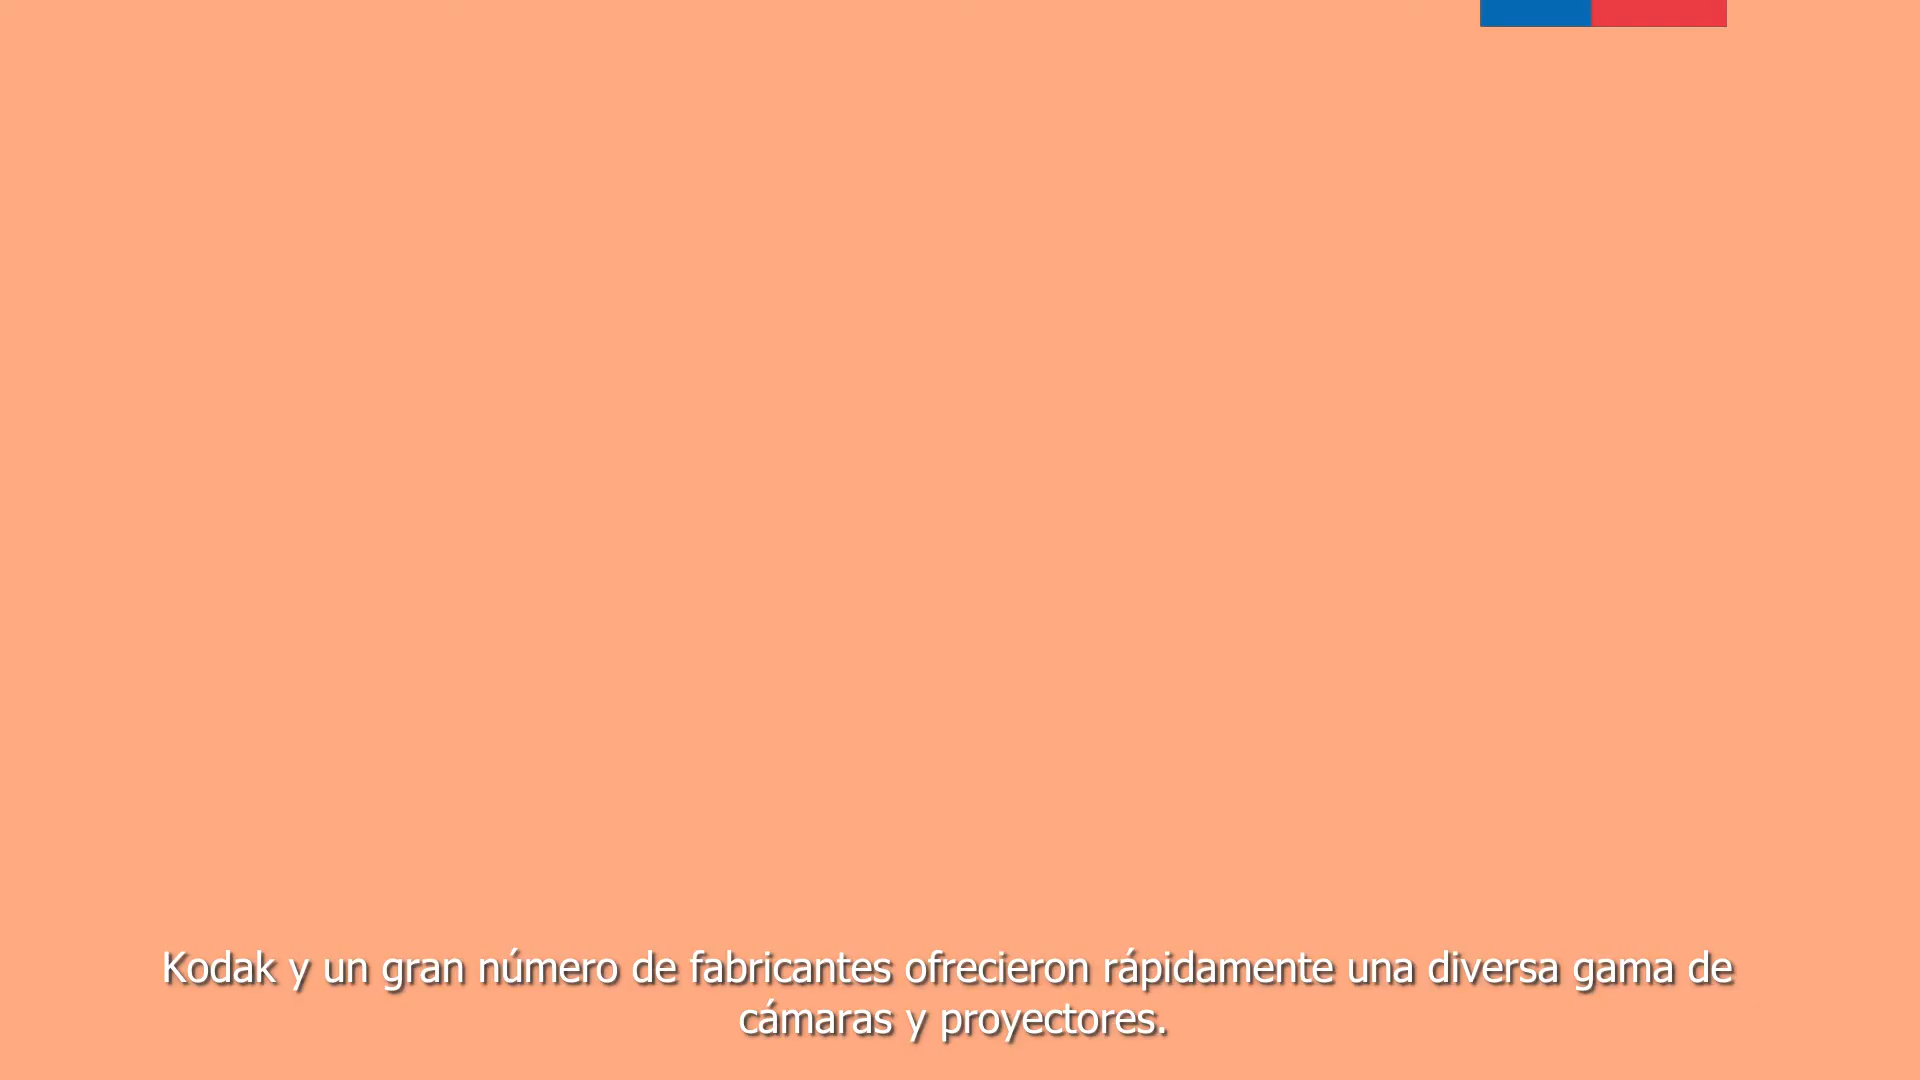 Kodak y un gran número de fabricantes ofrecieron rápidamente una diversa gama de
cámaras y proyectores.